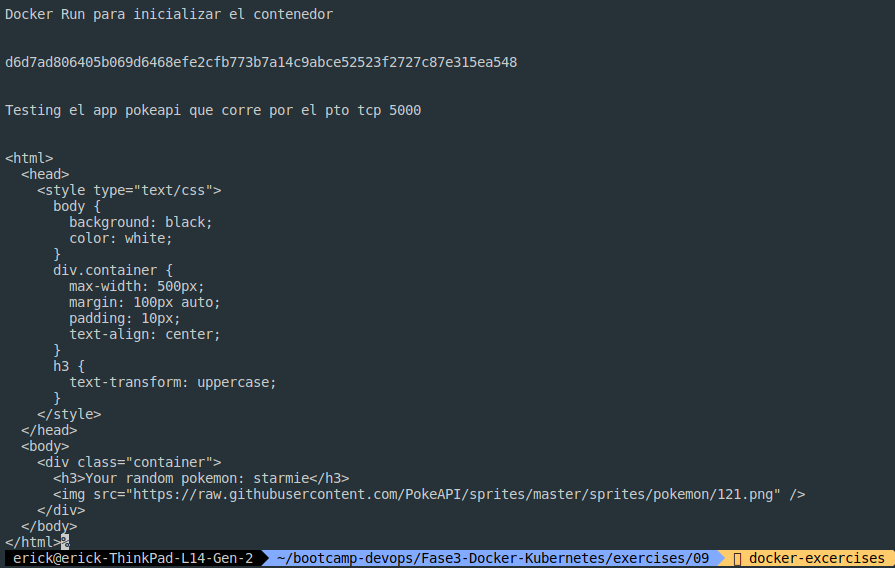 Docker Run para inicializar el contenedor
d6d7ad806405b069d6468efe2cfb773b7a14c9abce52523f2727c87e315ea548
Testing el app pokeapi que corre por el pto tcp 5000
<html>
  <head>
    <style type="text/css">
      body {
        background: black;
        color: white;
      }
      div.container {
        max-width: 500px;
        margin: 100px auto;
        padding: 10px;
        text-align: center;
      }
      h3 {
        text-transform: uppercase;
      }
    </style>
  </head>
  <body>
    <div class="container">
      <h3>Your random pokemon: starmie</h3>
      <img src="https://raw.githubusercontent.com/PokeAPI/sprites/master/sprites/pokemon/121.png" />
    </div>
  </body>
</html>%
erick@erick-ThinkPad-L14-Gen-2 ~/bootcamp-devops/Fase3-Docker-Kubernetes/exercises/09 docker-excercises